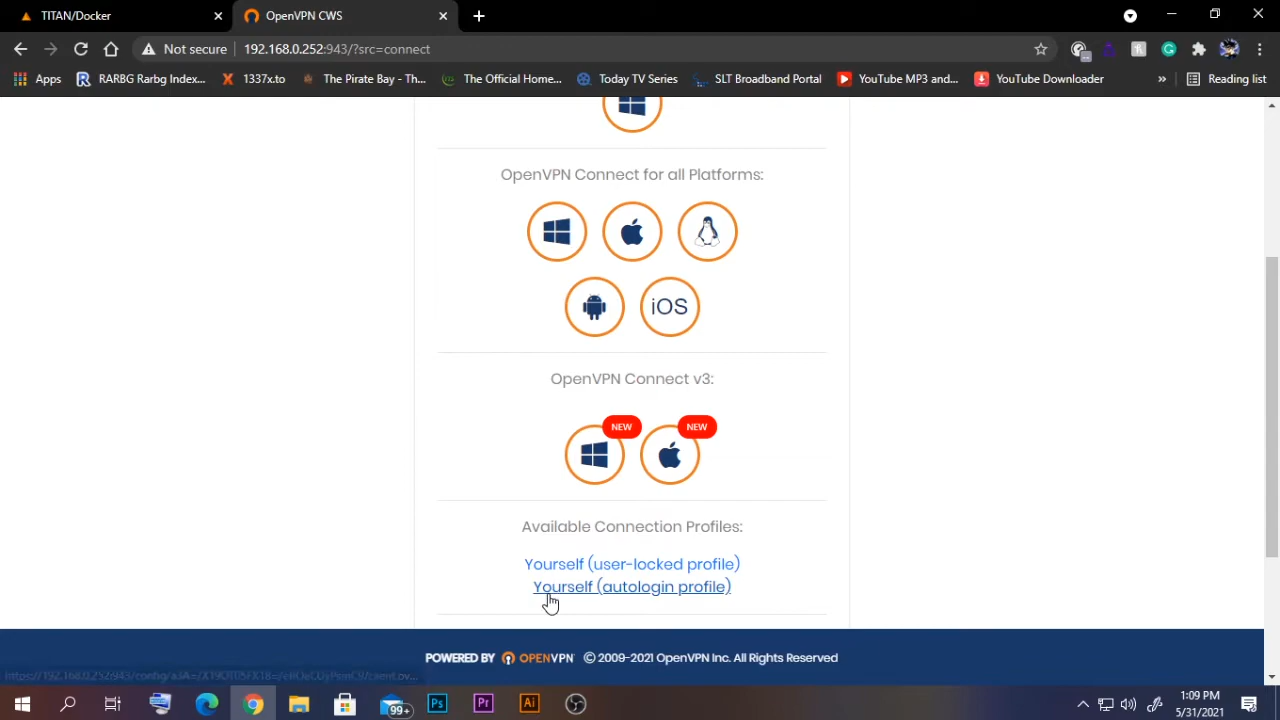 TITAN/Docker
OpenVPN CWS
Not secure
192.168.0.252:943/?src=connect
Apps
RARBG Rarbg Index...
1337x.to
The Pirate Bay - Th...
The Official Home...
Today TV Series
SLT Broadband Portal
YouTube MP3 and...
YouTube Downloader
»
Reading list
OpenVPN Connect for all Platforms:
iOS
OpenVPN Connect v3:
NEW
NEW
Available Connection Profiles:
Yourself (user-locked profile)
Yourself (autologin profile)
POWERED BY OPENVPN © 2009-2021 OpenVPN Inc. All Rights Reserved
Ps
Pr
Ai
99+
1:09 PM
5/31/2021